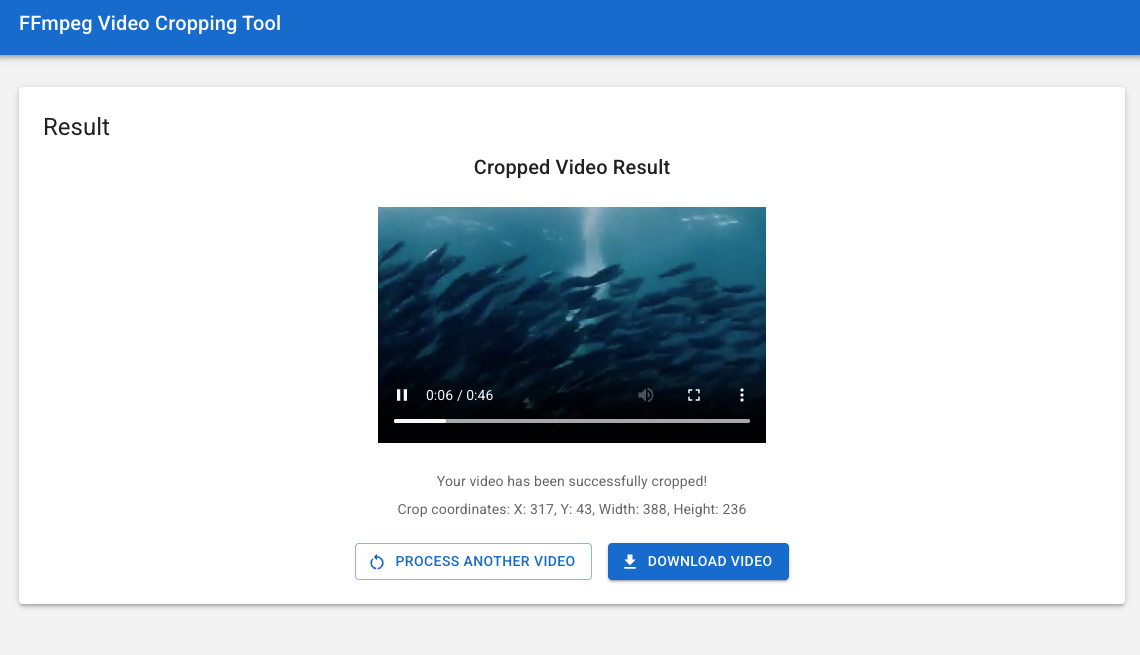 FFmpeg Video Cropping Tool
Result
Cropped Video Result
0:06 / 0:46
Your video has been successfully cropped!
Crop coordinates: X: 317, Y: 43, Width: 388, Height: 236
PROCESS ANOTHER VIDEO
DOWNLOAD VIDEO